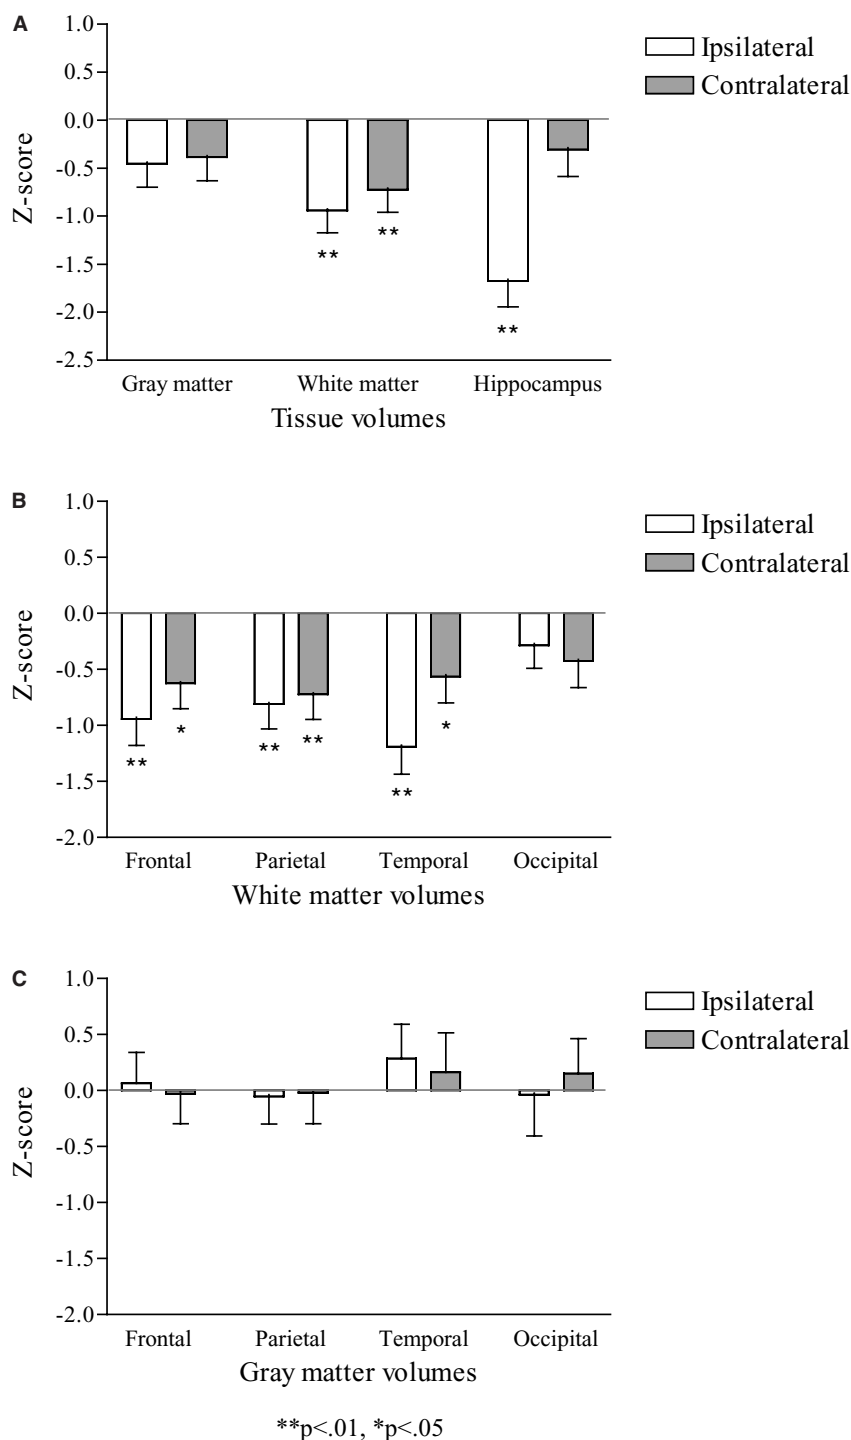 A
1.0
0.5
0.0
-0.5
-1.0
-1.5
-2.0
-2.5
Z-score
Ipsilateral
Contralateral
**
**
**
Gray matter White matter Hippocampus
Tissue volumes
B
1.0
0.5
0.0
-0.5
-1.0
-1.5
-2.0
Z-score
Ipsilateral
Contralateral
**
*
**
**
**
*
Frontal Parietal Temporal Occipital
White matter volumes
C
1.0
0.5
0.0
-0.5
-1.0
-1.5
-2.0
Z-score
Ipsilateral
Contralateral
Frontal Parietal Temporal Occipital
Gray matter volumes
**p<.01, *p<.05